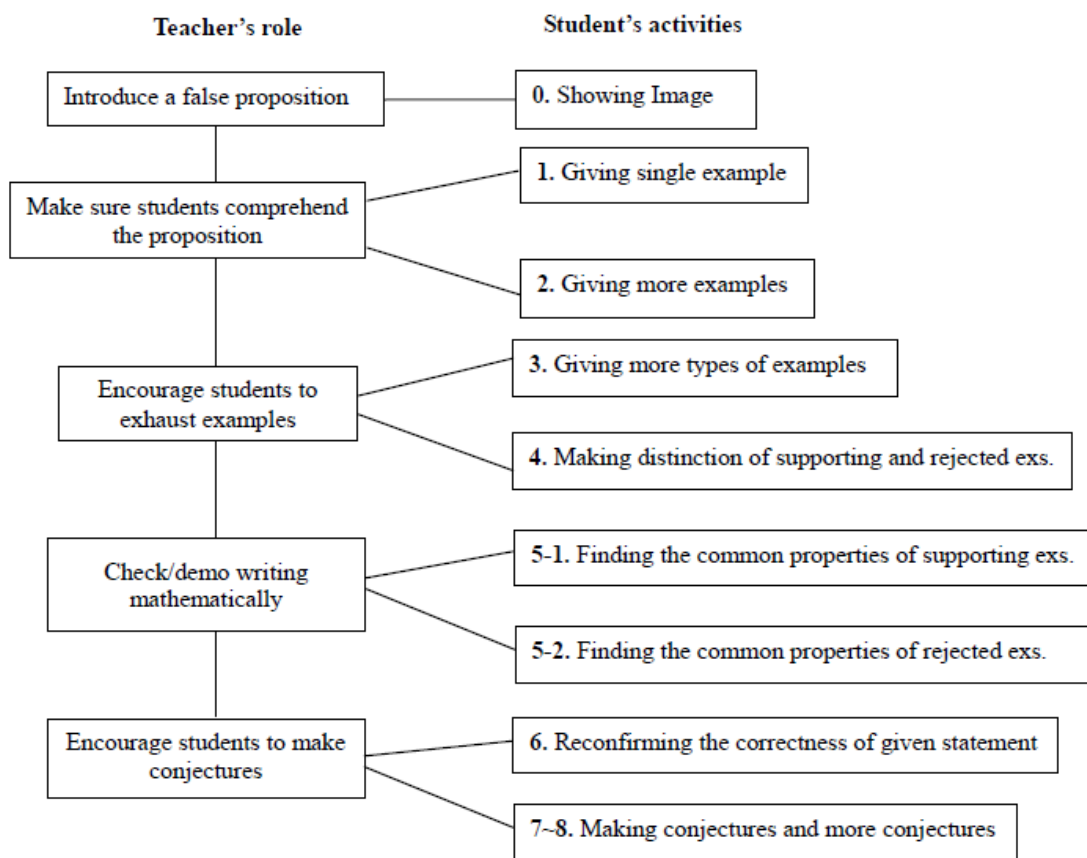 Teacher's role
Student's activities
Introduce a false proposition
0. Showing Image
Make sure students comprehend
the proposition
1. Giving single example
2. Giving more examples
Encourage students to
exhaust examples
3. Giving more types of examples
4. Making distinction of supporting and rejected exs.
Check/demo writing
mathematically
5-1. Finding the common properties of supporting exs.
5-2. Finding the common properties of rejected exs.
Encourage students to make
conjectures
6. Reconfirming the correctness of given statement
7~8. Making conjectures and more conjectures